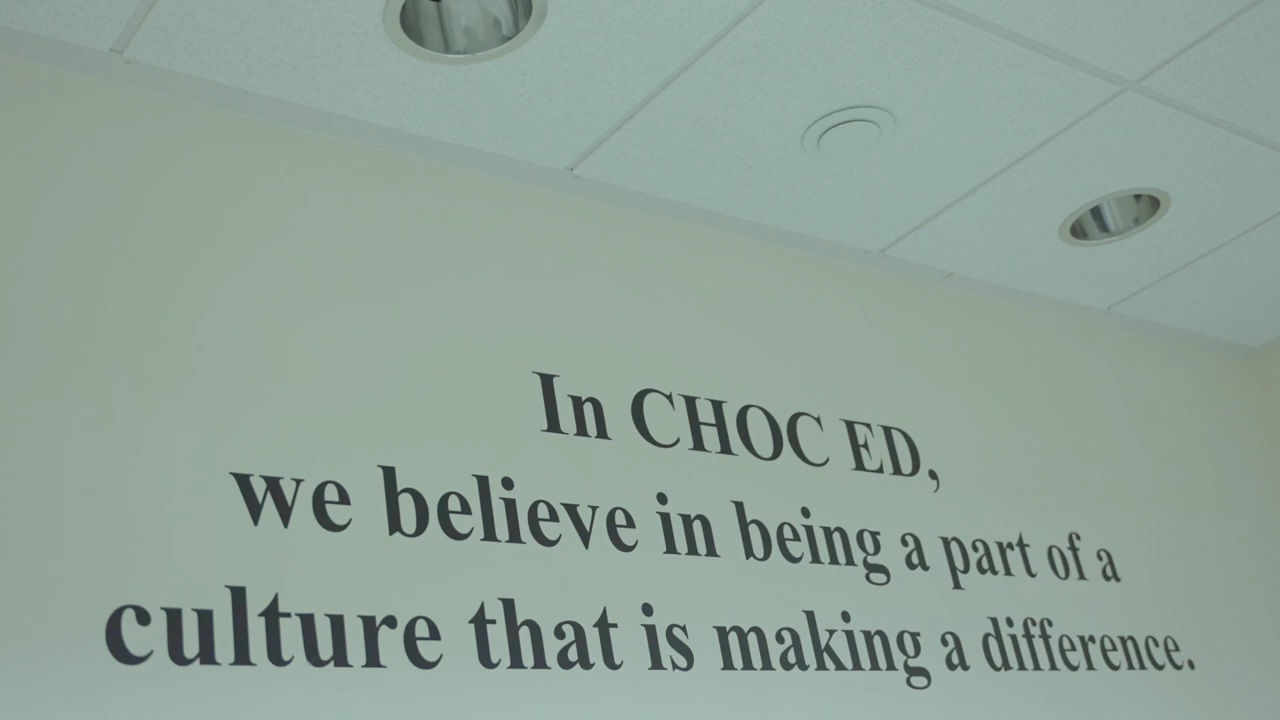 In CHOC ED,
we believe in being a part of a
culture that is making a difference.